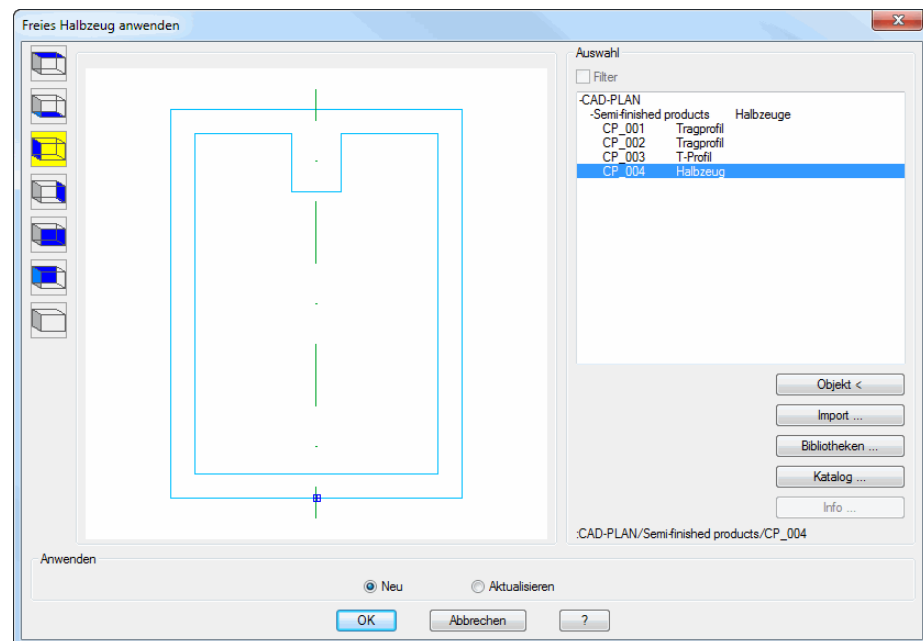 Freies Halbzeug anwenden
Auswahl
Filter
-CAD-PLAN
-Semi-finished products Halbzeuge
CP_001 Tragprofil
CP_002 Tragprofil
CP_003 T-Profil
CP_004 Halbzeug
Objekt <
Import ...
Bibliotheken ...
Katalog ...
Info ...
:CAD-PLAN/Semi-finished products/CP_004
Anwenden
Neu Aktualisieren
OK Abbrechen ?